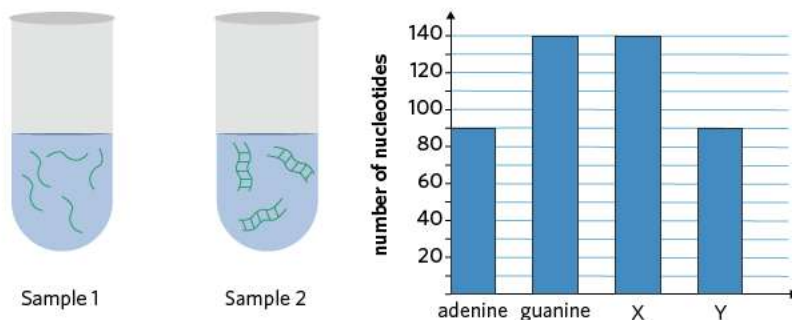 Sample 1
Sample 2
number of nucleotides
140
120
100
80
60
40
20
adenine guanine X Y